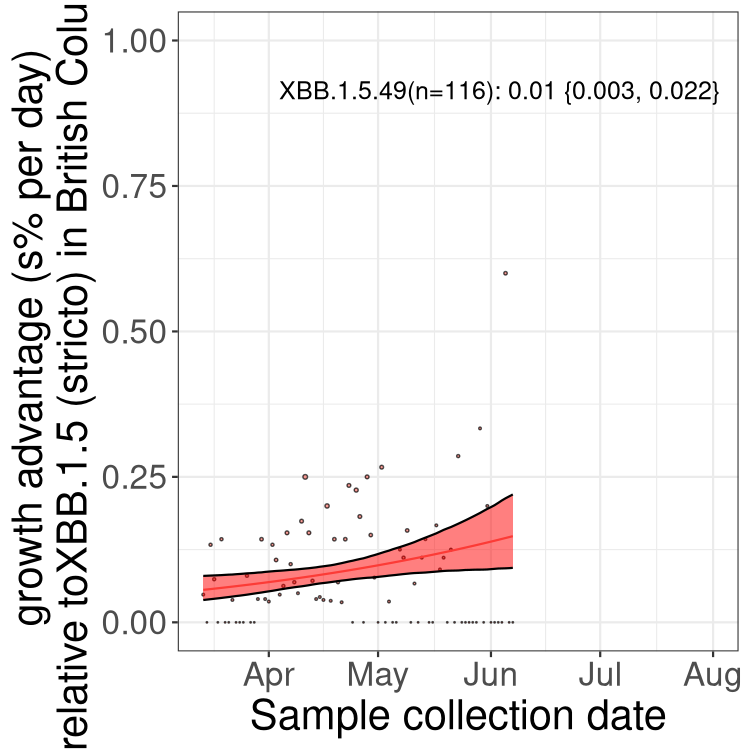 growth advantage (s% per day)
relative toXBB.1.5 (stricto) in British Colu
1.00
0.75
0.50
0.25
0.00
XBB.1.5.49(n=116): 0.01 {0.003, 0.022}
Apr May Jun Jul Aug
Sample collection date